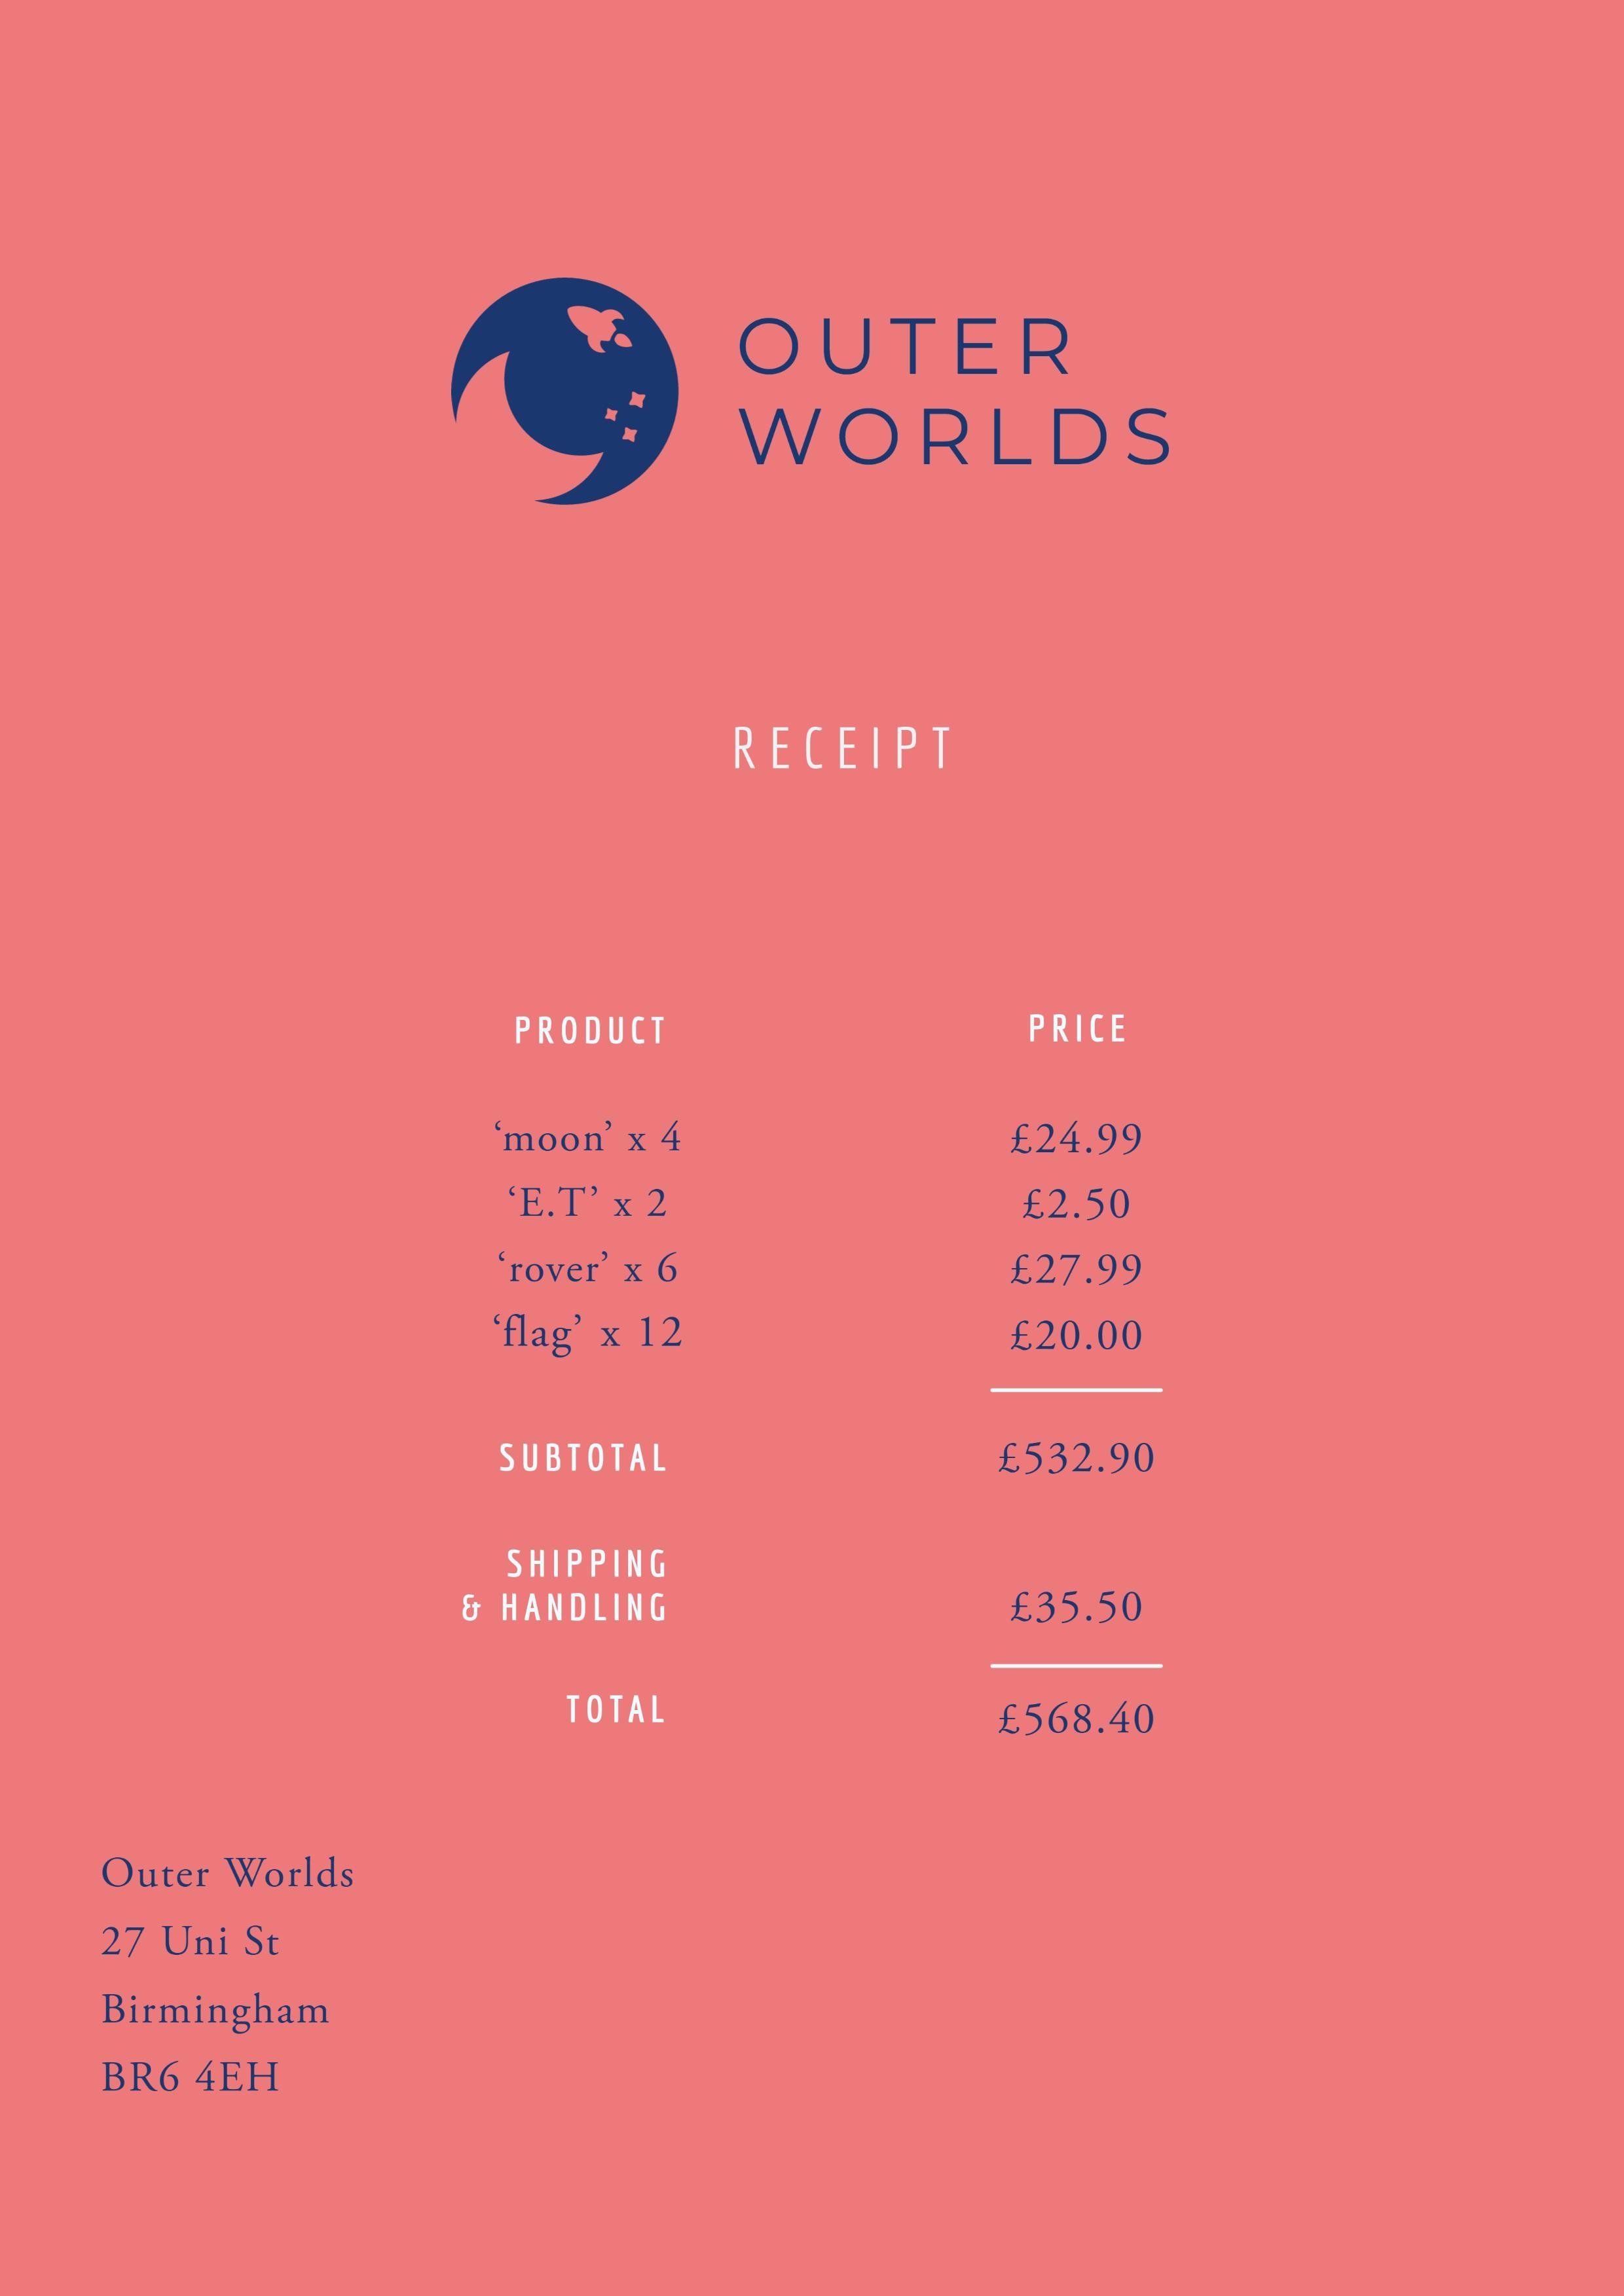 OUTER
WORLDS
RECEIPT
PRODUCT PRICE
‘moon’ x 4 £24.99
‘E.T’ x 2 £2.50
‘rover’ x 6 £27.99
‘flag’ x 12 £20.00
SUBTOTAL £532.90
SHIPPING
& HANDLING £35.50
TOTAL £568.40
Outer Worlds
27 Uni St
Birmingham
BR6 4EH